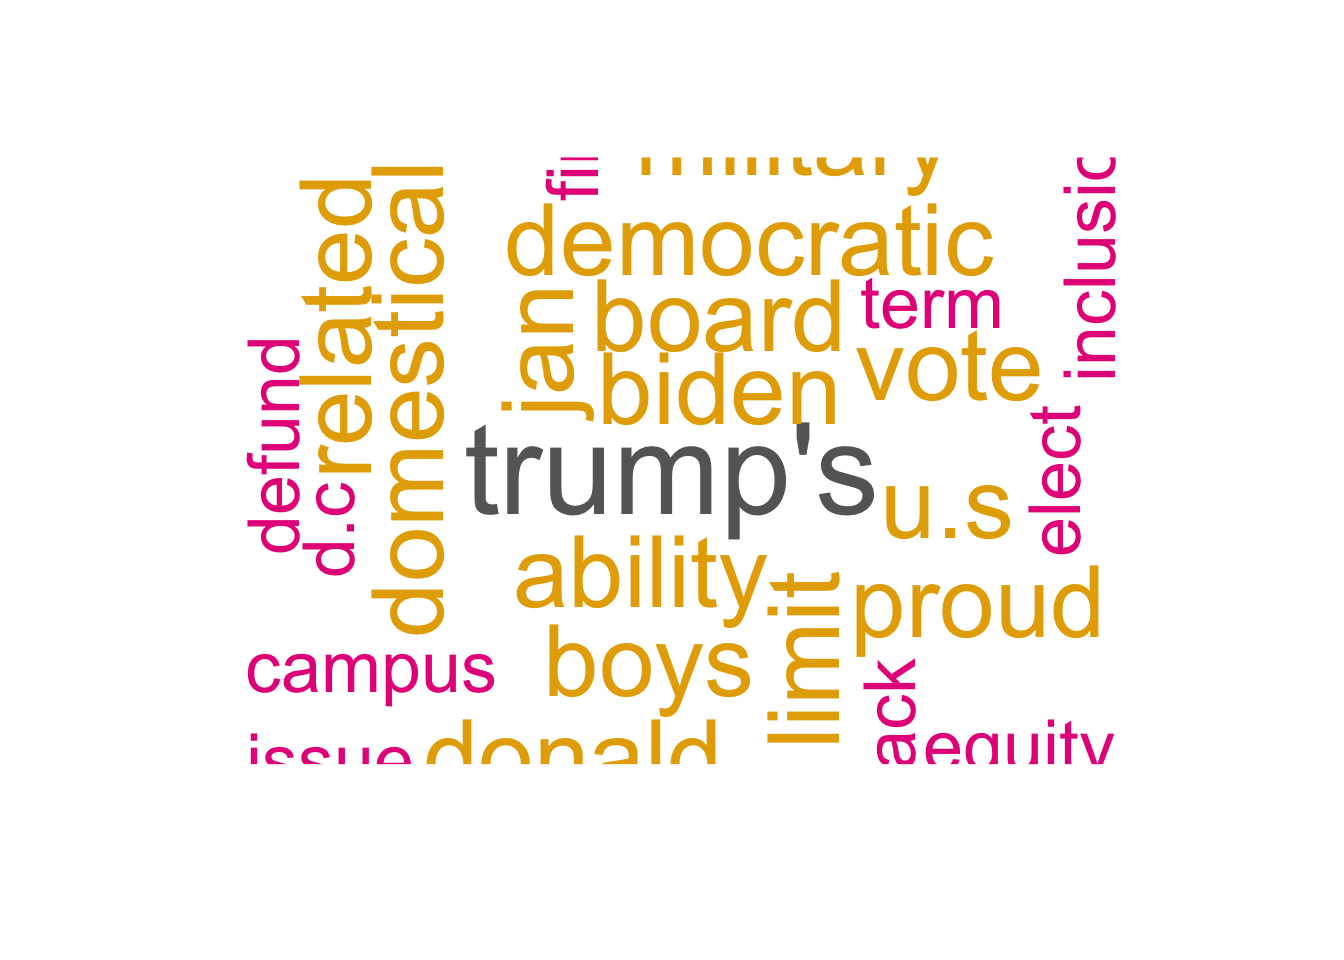 military
democratic
board
term
biden
vote
trump's
u.s
ability
proud
boys
campus
issue
donald
equity
defund
d.c
related
domestical
jan
limit
elect
inclusic
ack